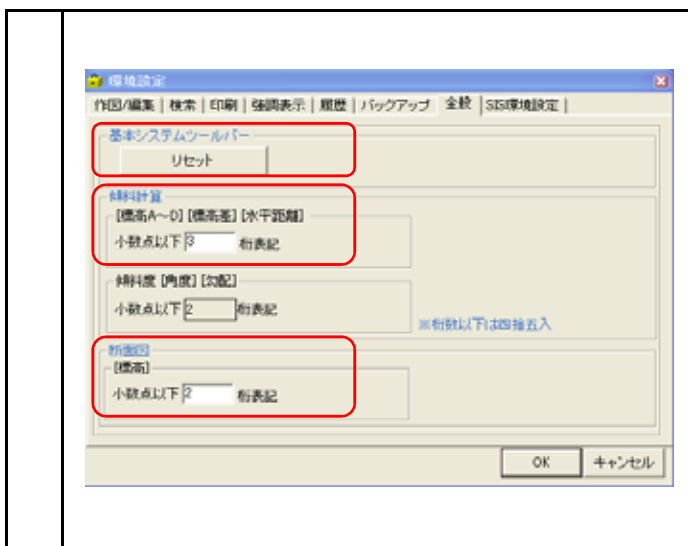 環境設定
作図/編集 | 検索 | 印刷 | 強調表示 | 履歴 | バックアップ 全般 | SIS環境設定 |
基本システムツールバー
リセット
傾斜計算
[標高A～D] [標高差] [水平距離]
小数点以下 3 桁表記
傾斜度 [角度] [勾配]
小数点以下 2 桁表記
※桁数以下は四捨五入
断面図
[標高]
小数点以下 2 桁表記
OK キャンセル